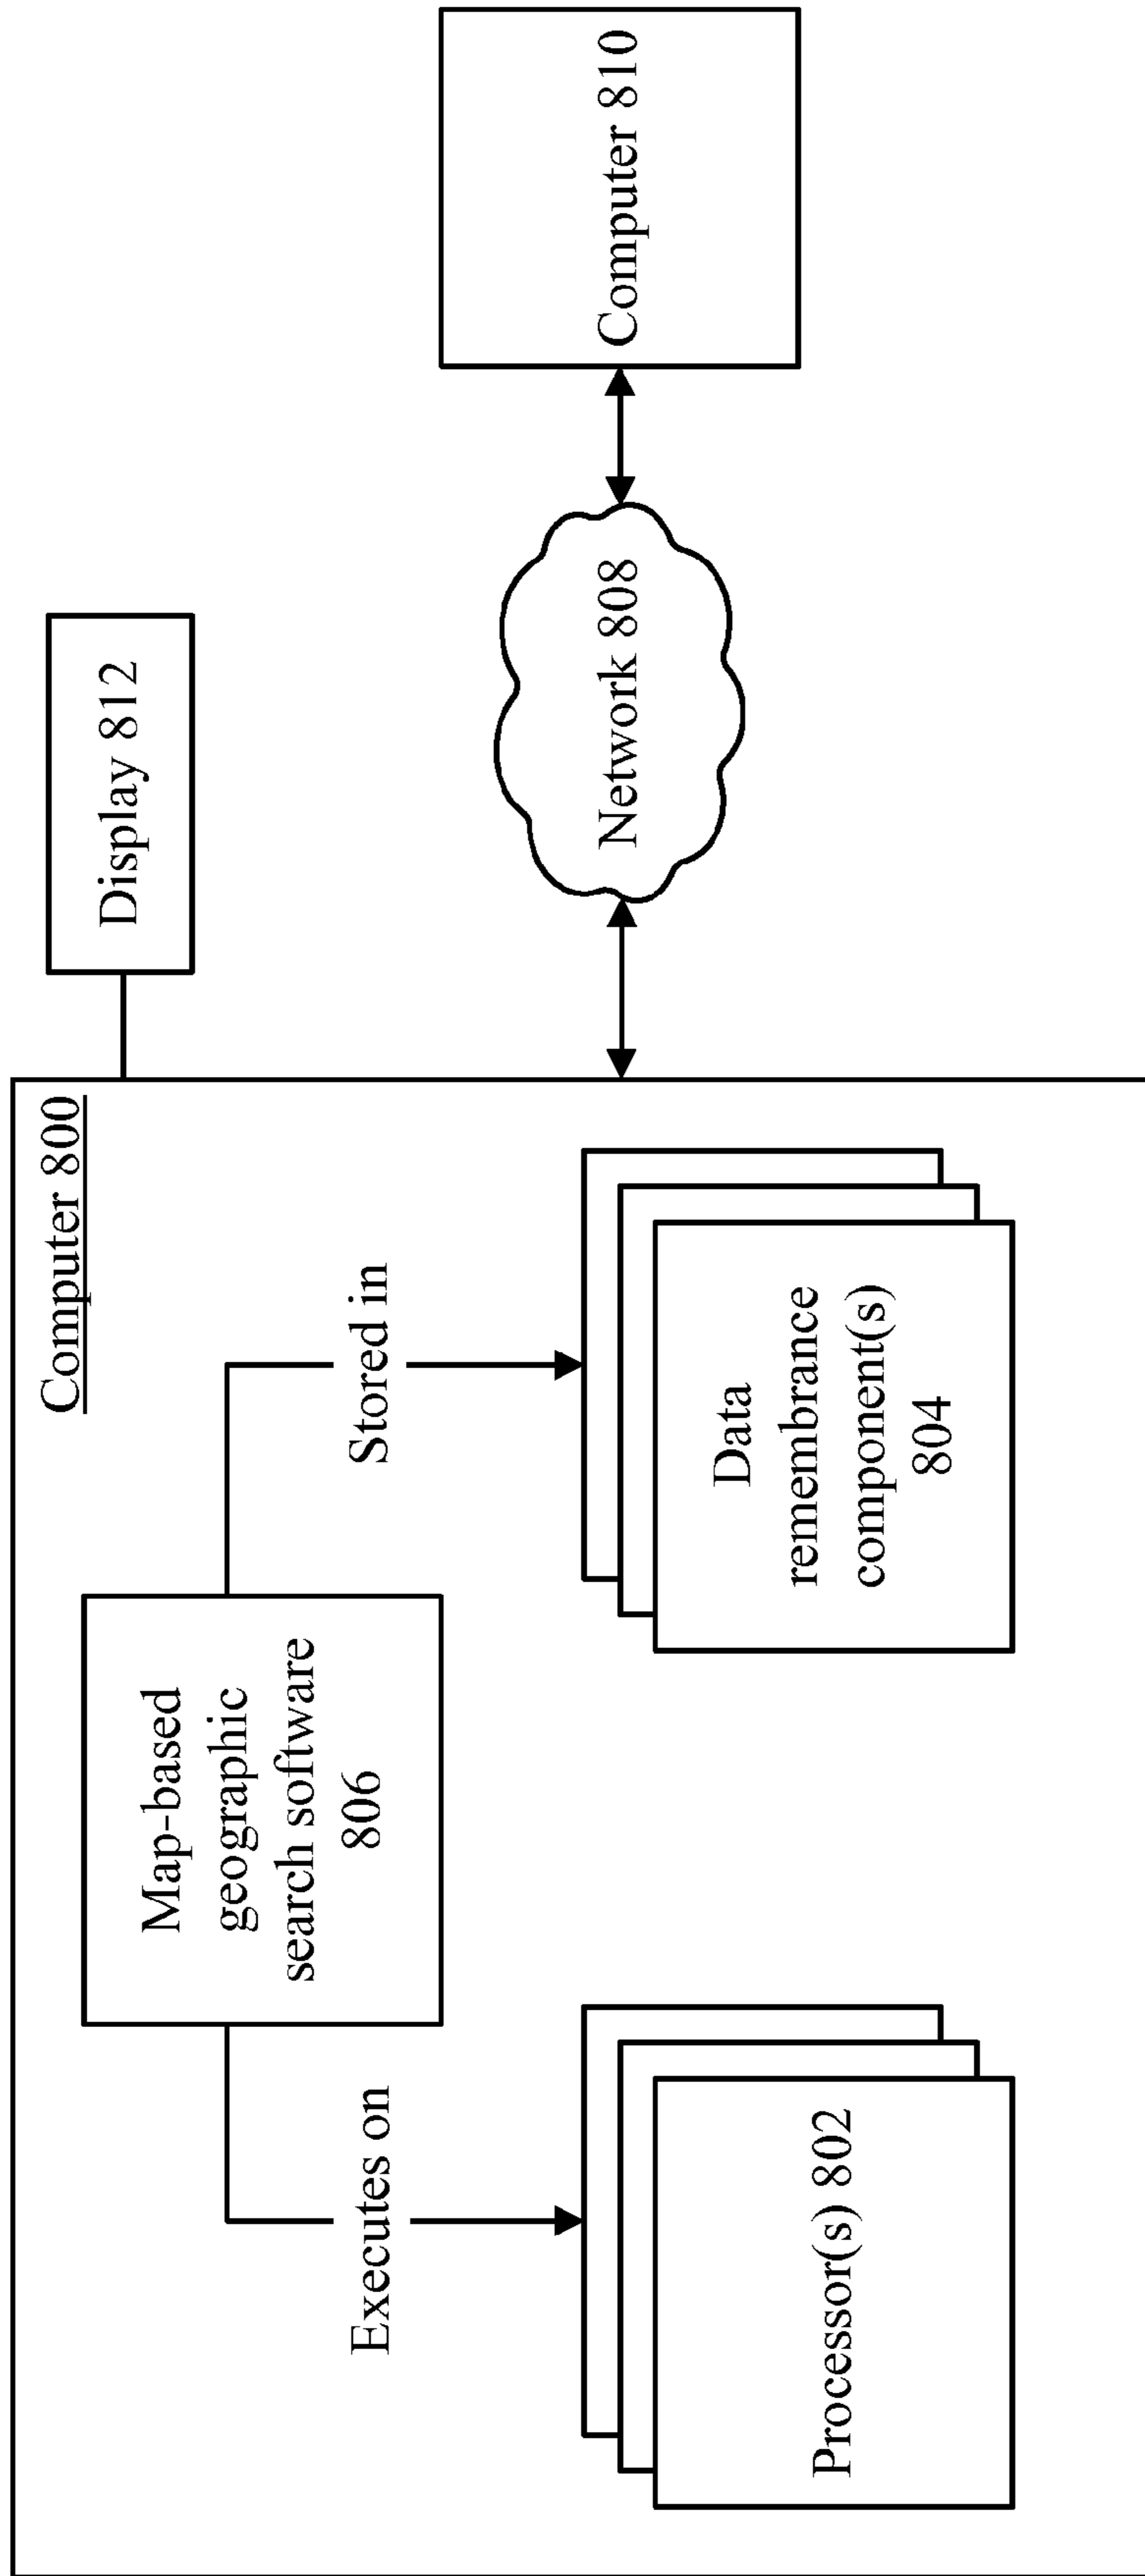 Computer 800
Map-based
geographic
search software
806
Executes on
Stored in
Processor(s) 802
Data
remembrance
component(s)
804
Display 812
Network 808
Computer 810